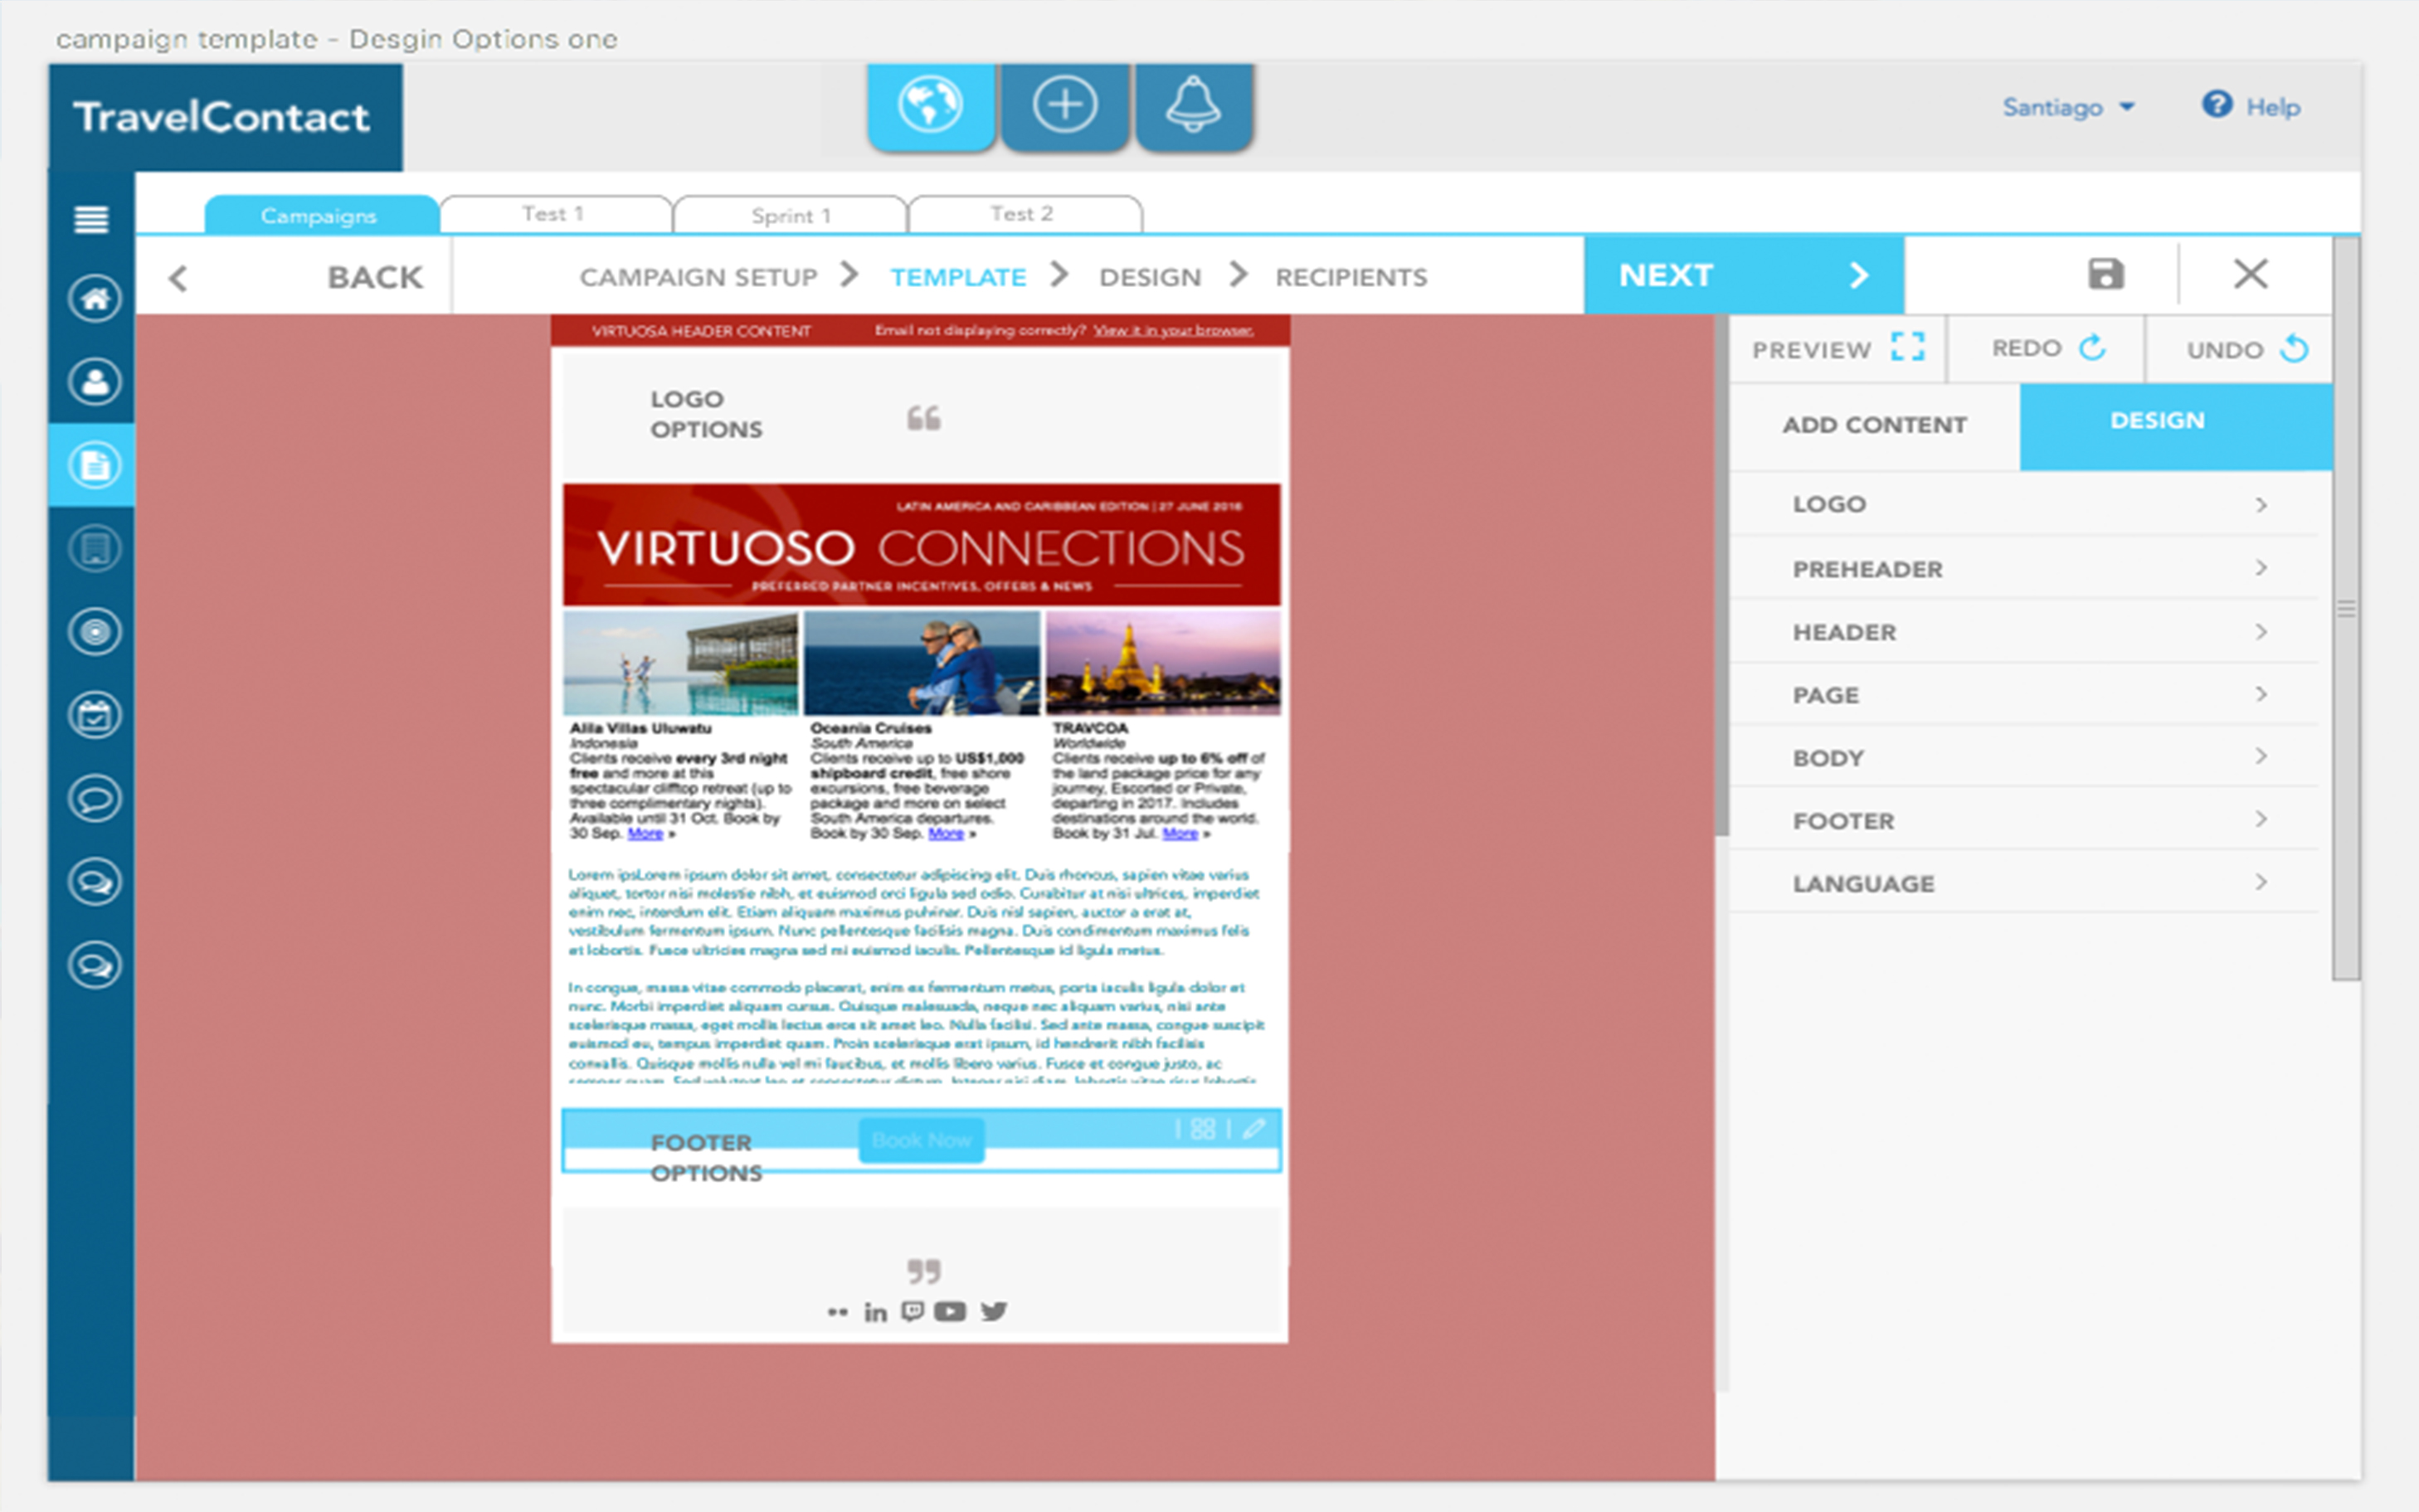 campaign template - Desgin Options one
TravelContact
Santiago
Help
Campaigns
Test 1
Sprint 1
Test 2
BACK
CAMPAIGN SETUP
TEMPLATE
DESIGN
RECIPIENTS
NEXT
VIRTUOSA HEADER CONTENT
Email not displaying correctly? View it in your browser.
PREVIEW
REDO
UNDO
LOGO
OPTIONS
ADD CONTENT
DESIGN
LATIN AMERICA AND CARIBBEAN EDITION | 27 JUNE 2016
VIRTUOSO CONNECTIONS
PREFERRED PARTNER INCENTIVES, OFFERS & NEWS
Alila Villas Uluwatu
Indonesia
Clients receive every 3rd night
free and more at this
spectacular clifftop retreat (up to
three complimentary nights).
Available until 31 Oct. Book by
30 Sep. More »
Oceania Cruises
South America
Clients receive up to US$1,000
shipboard credit, free shore
excursions, free beverage
package and more on select
South America departures.
Book by 30 Sep. More »
TRAVCOA
Worldwide
Clients receive up to 6% off of
the land package price for any
journey, Escorted or Private,
departing in 2017. Includes
destinations around the world.
Book by 31 Jul. More »
Lorem ipsLorem ipsum dolor sit amet, consectetur adipiscing elit. Duis rhoncus, sapien vitae varius
aliquet, tortor nisi molestie nibh, et euismod orci ligula sed odio. Curabitur at nisi ultrices, imperdiet
enim nec, interdum elit. Etiam aliquam maximus pulvinar. Duis nisl sapien, auctor a erat at,
vestibulum fermentum ipsum. Nunc pellentesque facilisis magna. Duis condimentum maximus felis
et lobortis. Fusce ultricies magna sed mi euismod iaculis. Pellentesque id ligula metus.
In congue, massa vitae commodo placerat, enim ex fermentum metus, porta iaculis ligula dolor et
nunc. Morbi imperdiet aliquam cursus. Quisque malesuada, neque nec aliquam varius, nisi ante
scelerisque massa, eget mollis lectus eros sit amet leo. Nulla facilisi. Sed ante massa, congue suscipit
euismod eu, tempus imperdiet quam. Proin scelerisque erat ipsum, id hendrerit nibh facilisis
convallis. Quisque mollis nulla vel mi faucibus, et mollis libero varius. Fusce et congue justo, ac
FOOTER
OPTIONS
Book Now
LOGO
PREHEADER
HEADER
PAGE
BODY
FOOTER
LANGUAGE